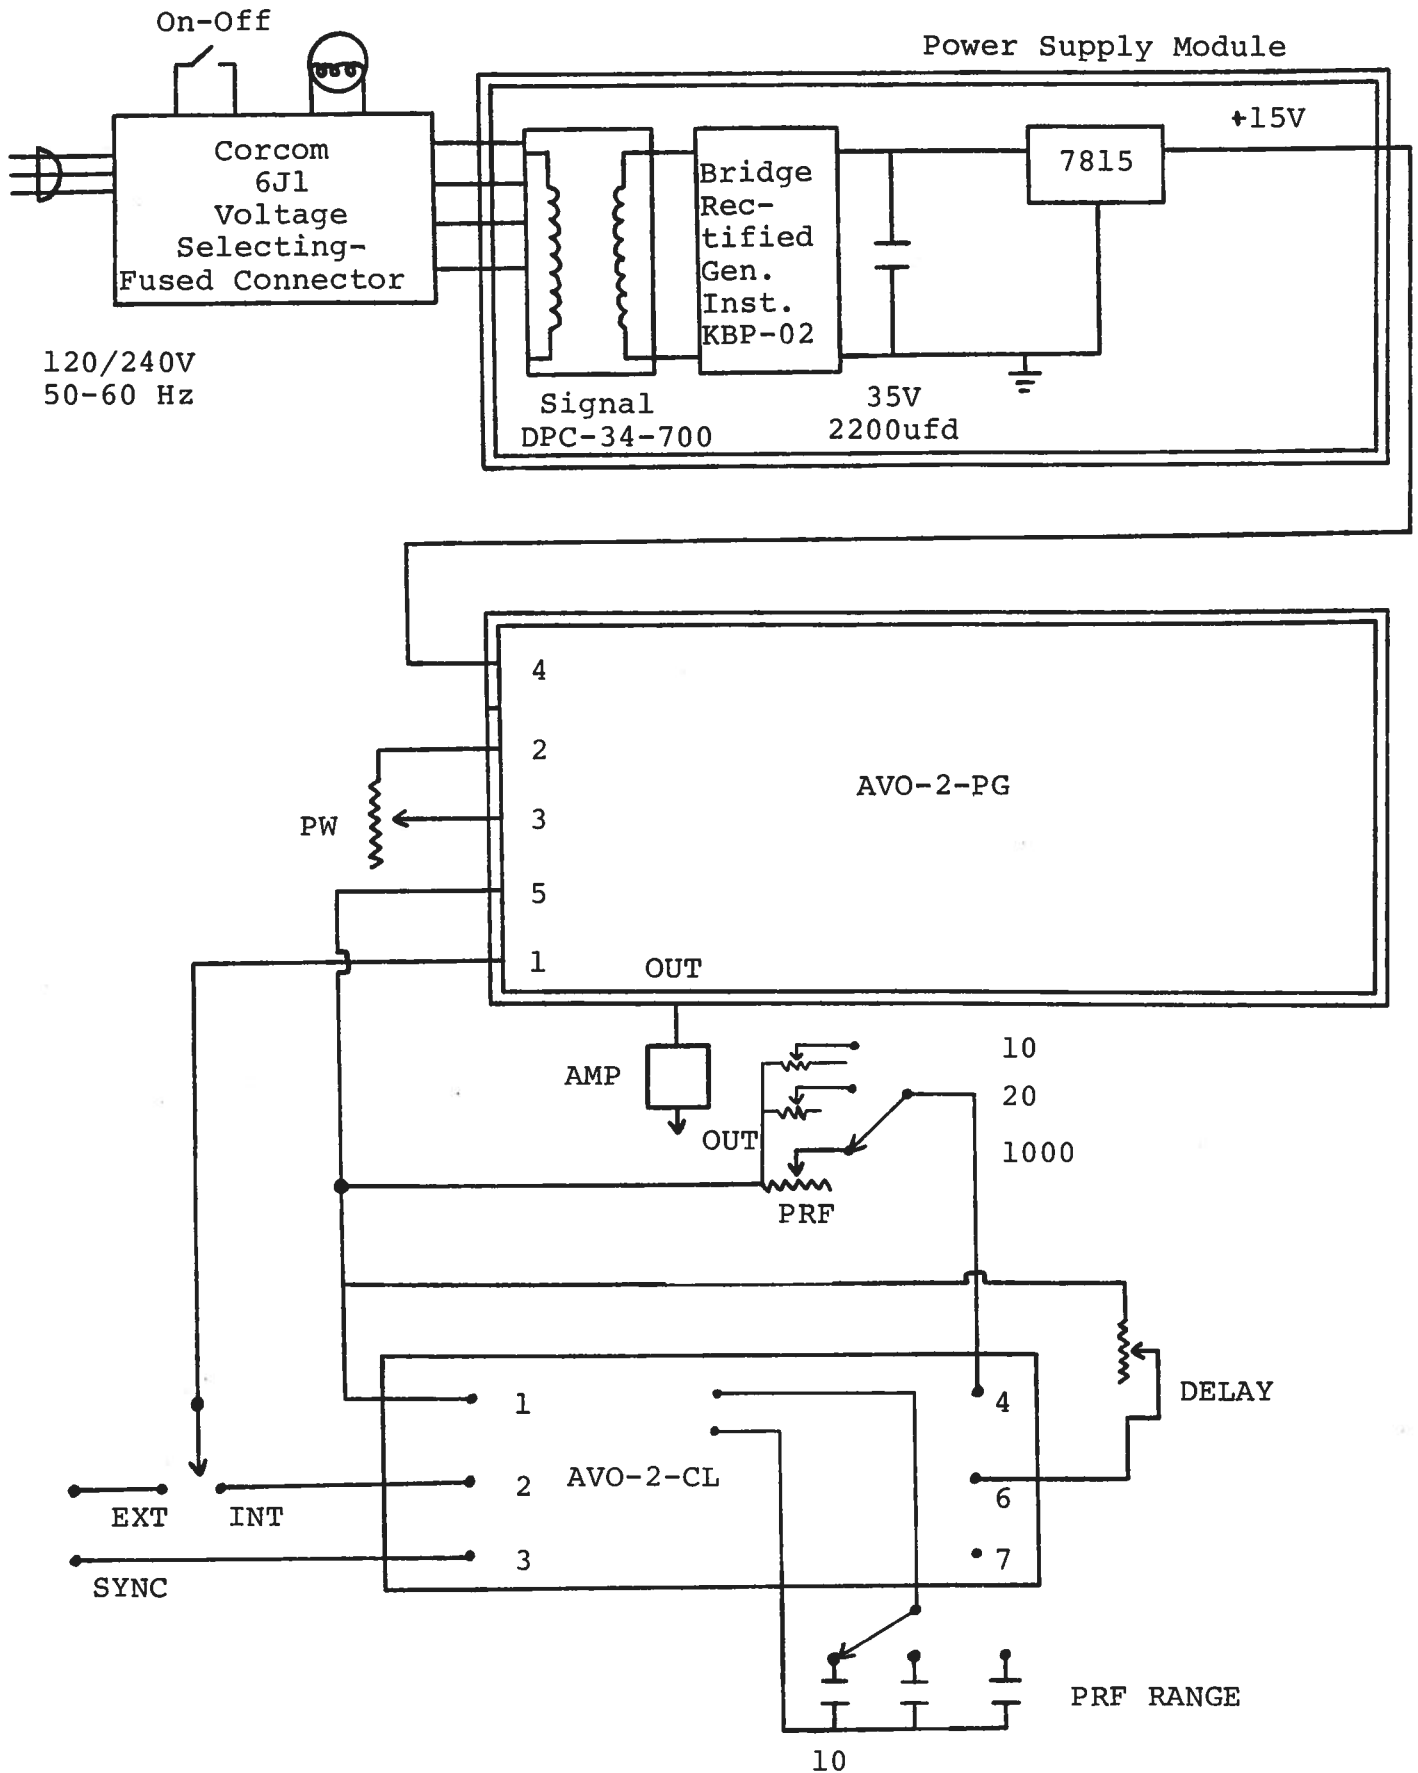 On-Off
Power Supply Module
+15V
Corcom
6J1
Voltage
Selecting-
Fused Connector
Bridge
Rec-
tified
Gen.
Inst.
KBP-02
7815
120/240V
50-60 Hz
Signal
DPC-34-700
35V
2200ufd
4
2
AVO-2-PG
PW
3
5
1
OUT
AMP
OUT
10
20
1000
PRF
DELAY
1
4
2
AVO-2-CL
6
EXT
INT
3
7
SYNC
PRF RANGE
10